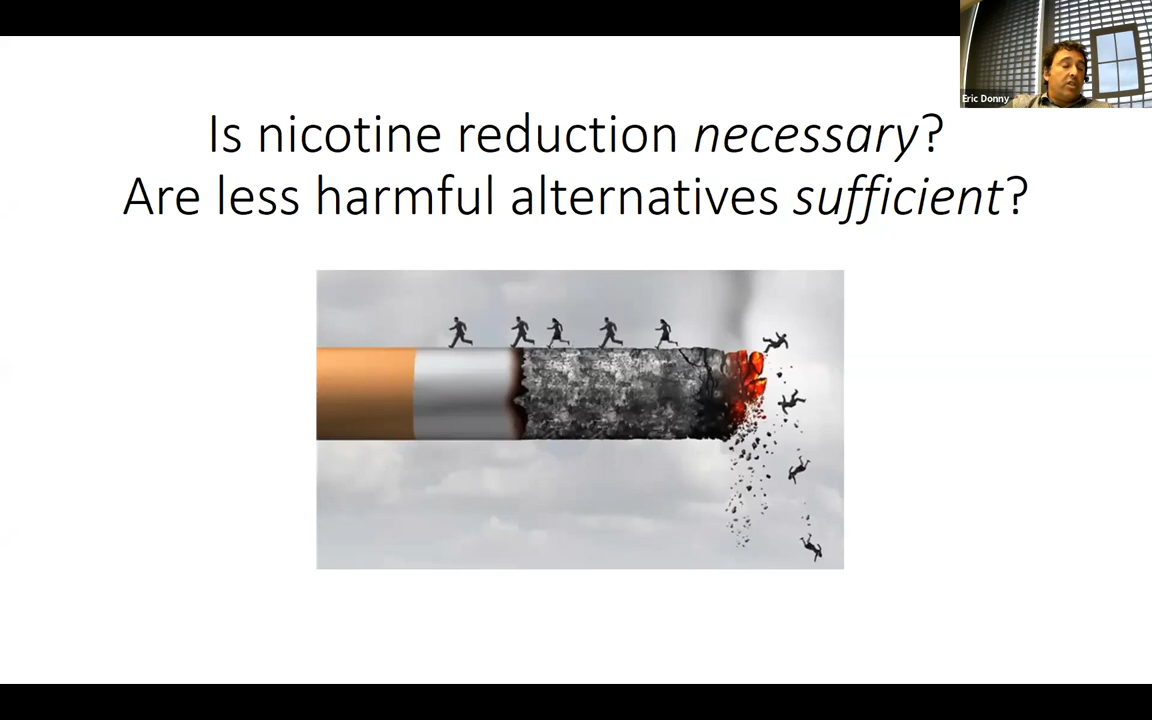 Eric Donny
Is nicotine reduction necessary?
Are less harmful alternatives sufficient?